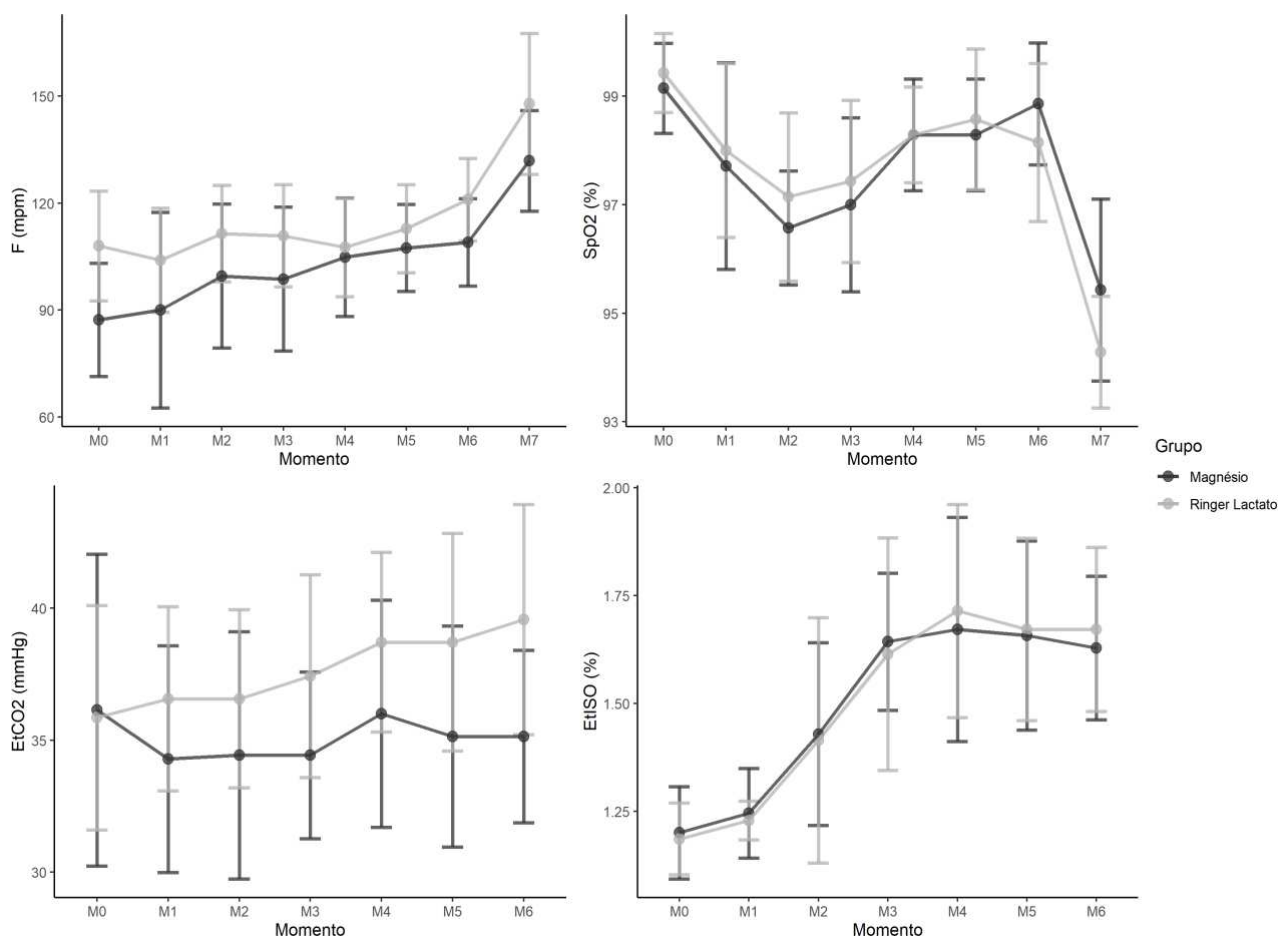 F (mpm)
150
120
90
60
M0 M1 M2 M3 M4 M5 M6 M7
Momento
SpO2 (%)
99
97
95
93
M0 M1 M2 M3 M4 M5 M6 M7
Momento
Grupo
Magnésio
Ringer Lactato
EtCO2 (mmHg)
40
35
30
M0 M1 M2 M3 M4 M5 M6
Momento
EtISO (%)
2.00
1.75
1.50
1.25
M0 M1 M2 M3 M4 M5 M6
Momento